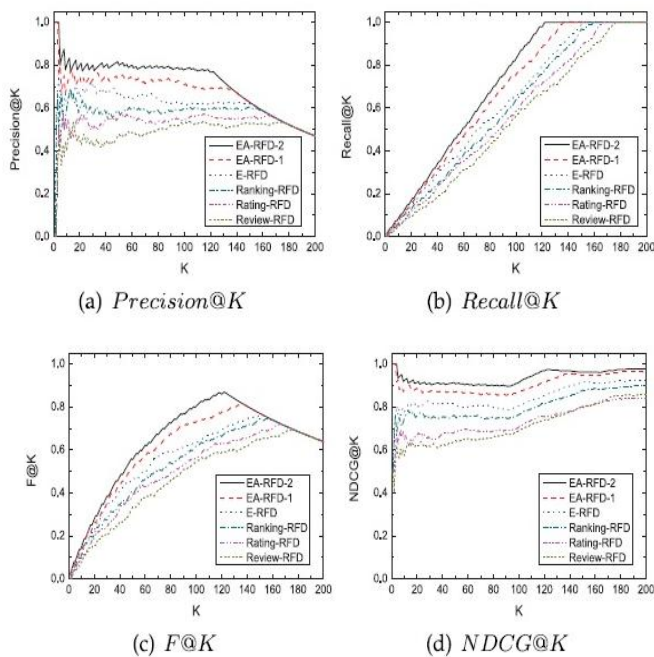 1.0
0.8
0.6
0.4
0.2
0.0
Precision@K
EA-RFD-2
EA-RFD-1
E-RFD
Ranking-RFD
Rating-RFD
Review-RFD
0 20 40 60 80 100 120 140 160 180 200
K
(a) Precision@K
1.0
0.8
0.6
0.4
0.2
0.0
Recall@K
EA-RFD-2
EA-RFD-1
E-RFD
Ranking-RFD
Rating-RFD
Review-RFD
0 20 40 60 80 100 120 140 160 180 200
K
(b) Recall@K
1.0
0.8
0.6
0.4
0.2
0.0
F@K
EA-RFD-2
EA-RFD-1
E-RFD
Ranking-RFD
Rating-RFD
Review-RFD
0 20 40 60 80 100 120 140 160 180 200
K
(c) F@K
1.0
0.8
0.6
0.4
0.2
0.0
NDCG@K
EA-RFD-2
EA-RFD-1
E-RFD
Ranking-RFD
Rating-RFD
Review-RFD
0 20 40 60 80 100 120 140 160 180 200
K
(d) NDCG@K